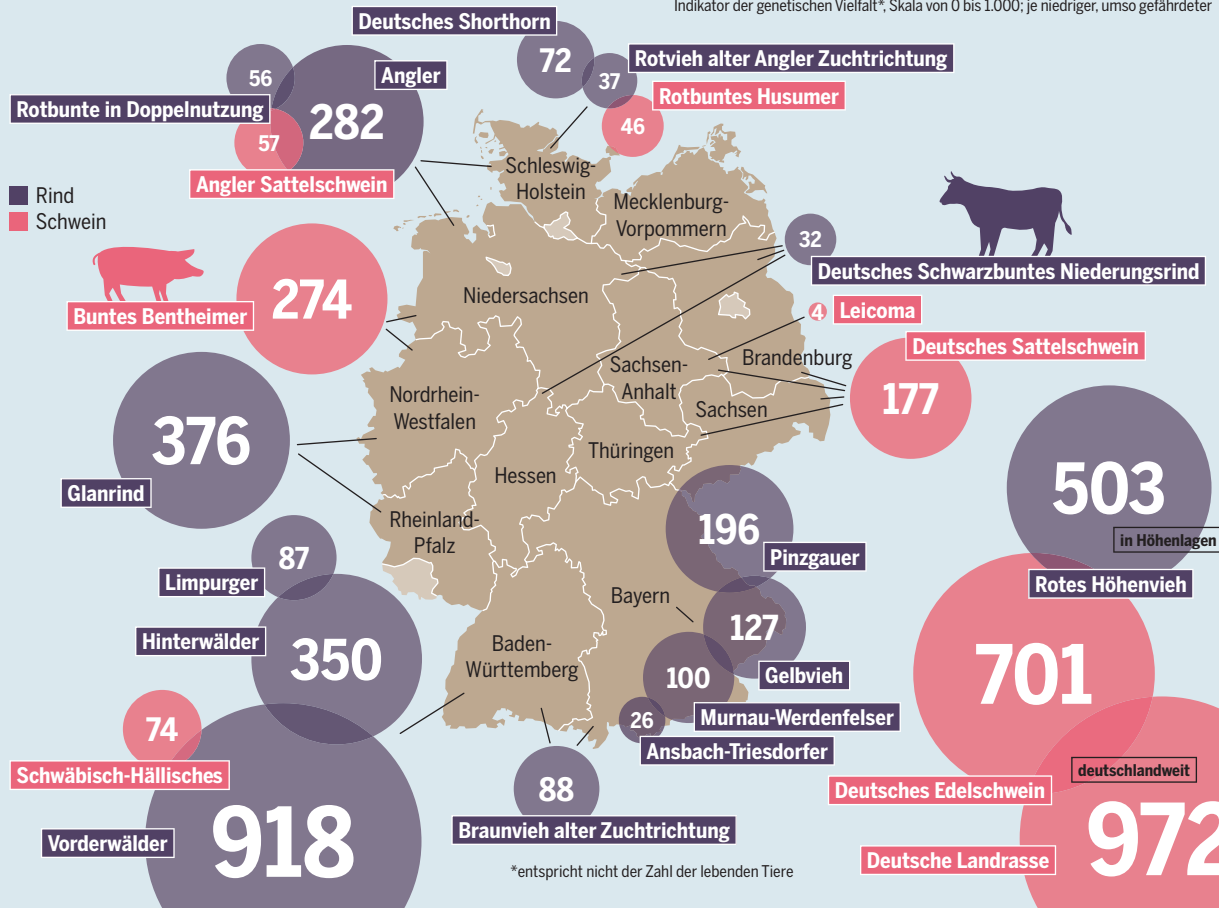 Indikator der genetischen Vielfalt*, Skala von 0 bis 1.000; je niedriger, umso gefährdeter
Deutsches Shorthorn
72
37
Rotvieh alter Angler Zuchtrichtung
Rotbuntes Husumer
46
56
Angler
Rotbunte in Doppelnutzung
282
57
Angler Sattelschwein
Rind
Schwein
Schleswig-
Holstein
Mecklenburg-
Vorpommern
32
Deutsches Schwarzbuntes Niederungsrind
Buntes Bentheimer
274
Niedersachsen
4
Leicoma
Deutsches Sattelschwein
177
Sachsen-
Anhalt
Brandenburg
Sachsen
Nordrhein-
Westfalen
Thüringen
Hessen
376
Glanrind
Rheinland-
Pfalz
503
in Höhenlagen
Rotes Höhenvieh
196
Pinzgauer
87
Limpurger
Bayern
127
Gelbvieh
Hinterwälder
350
Baden-
Württemberg
100
Murnau-Werdenfelser
26
Ansbach-Triesdorfer
701
Deutsches Edelschwein
74
Schwäbisch-Hällisches
88
Braunvieh alter Zuchtrichtung
deutschlandweit
972
Deutsche Landrasse
Vorderwälder
918
*entspricht nicht der Zahl der lebenden Tiere